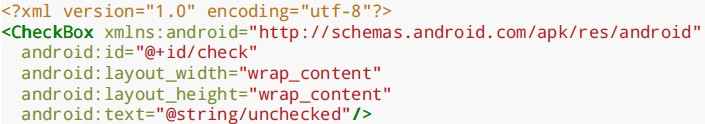 <?xml version="1.0" encoding="utf-8"?>
<CheckBox xmlns:android="http://schemas.android.com/apk/res/android"
  android:id="@+id/check"
  android:layout_width="wrap_content"
  android:layout_height="wrap_content"
  android:text="@string/unchecked"/>